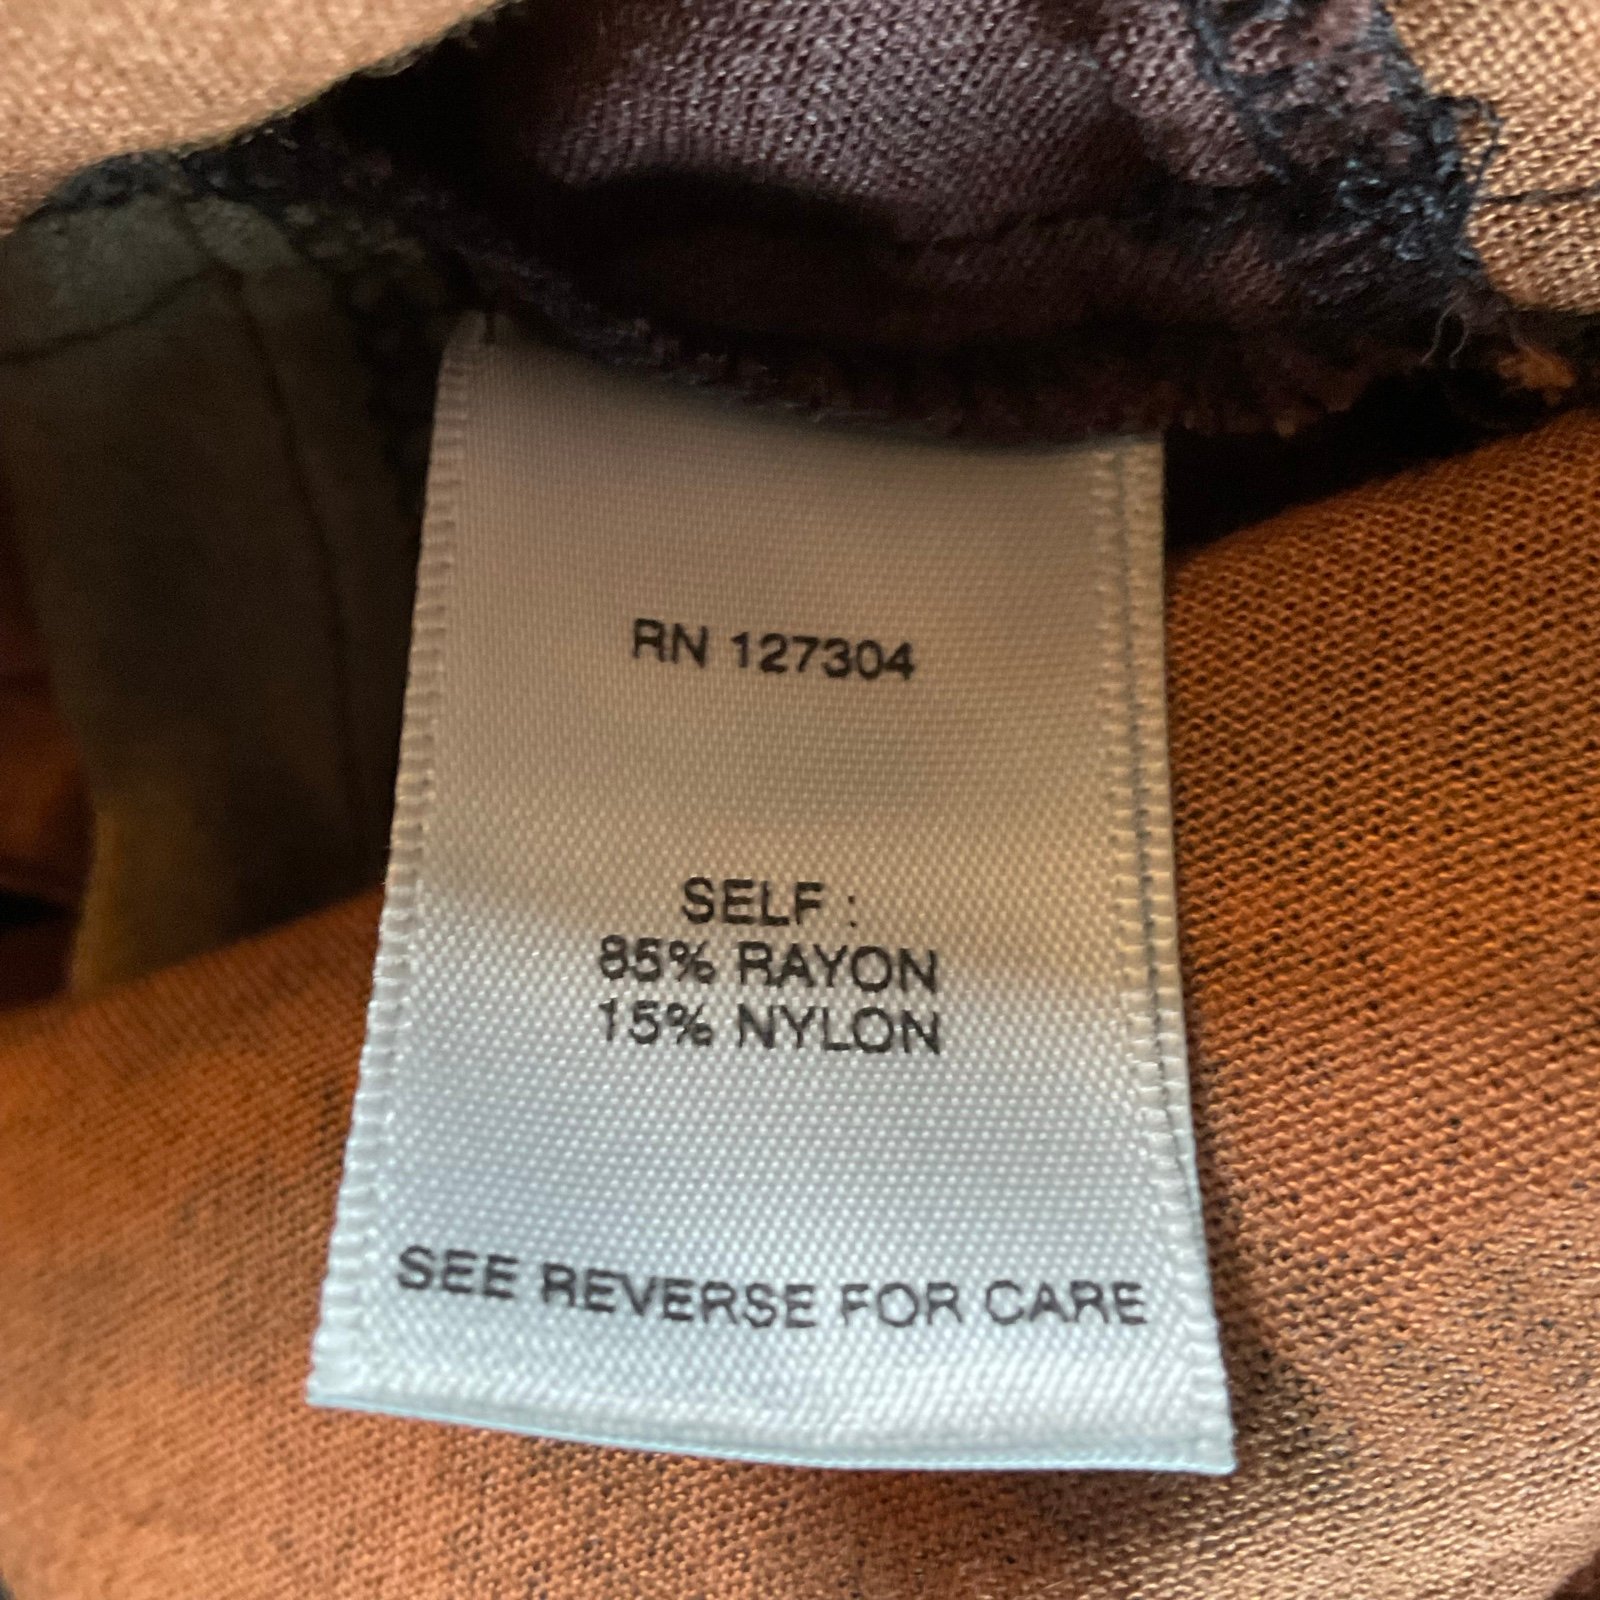 RN 127304
SELF :
85% RAYON
15% NYLON
SEE REVERSE FOR CARE